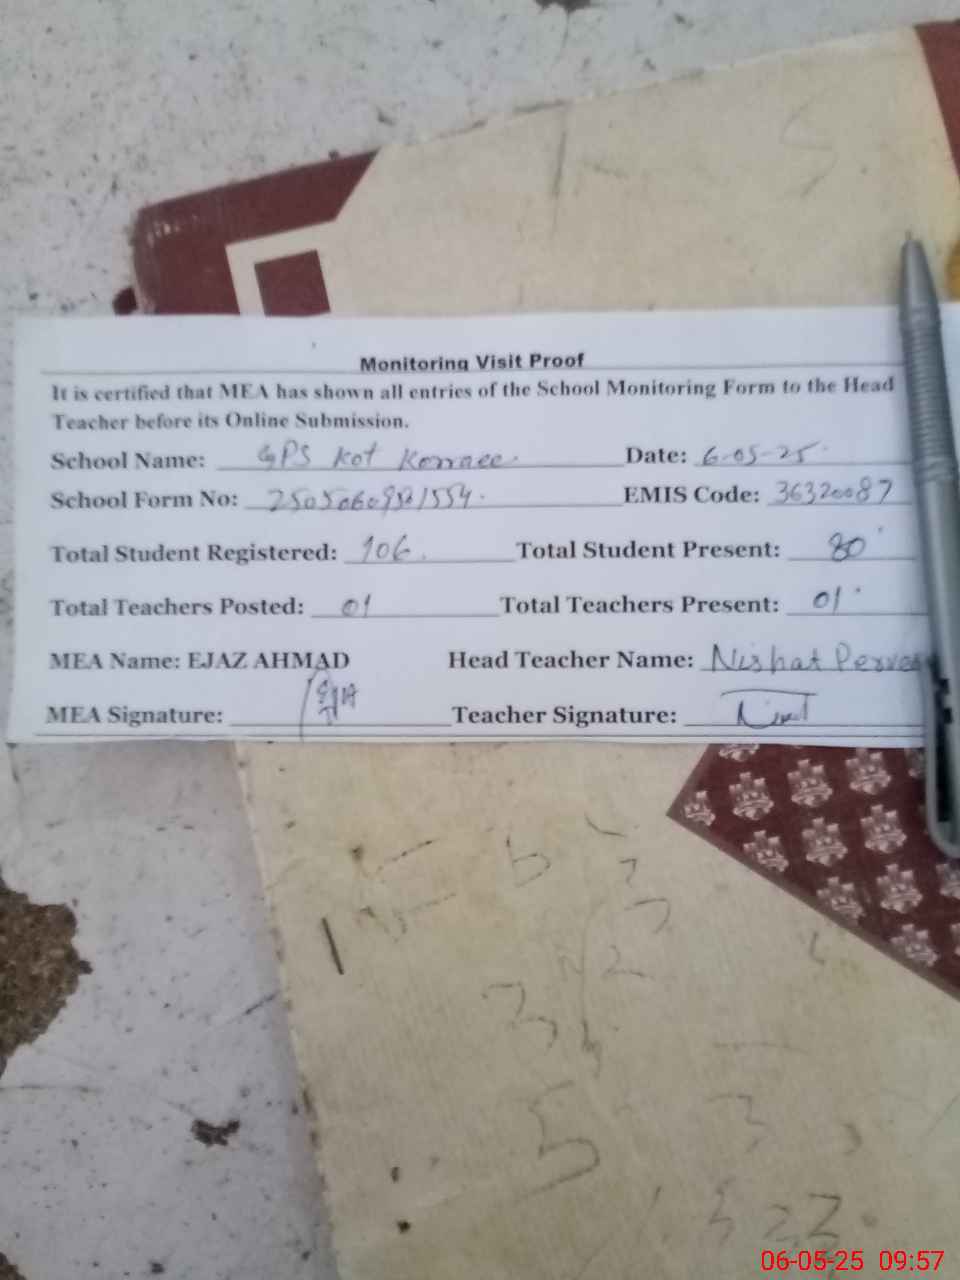 Monitoring Visit Proof
It is certified that MEA has shown all entries of the School Monitoring Form to the Head
Teacher before its Online Submission.
School Name: GPS Kot Date: 6-05-25
School Form No: EMIS Code: 36320087
Total Student Registered: 106 Total Student Present: 80
Total Teachers Posted: 01 Total Teachers Present: 01
MEA Name: EJAZ AHMAD Head Teacher Name: Nishat
MEA Signature: Teacher Signature:
06-05-25 09:57